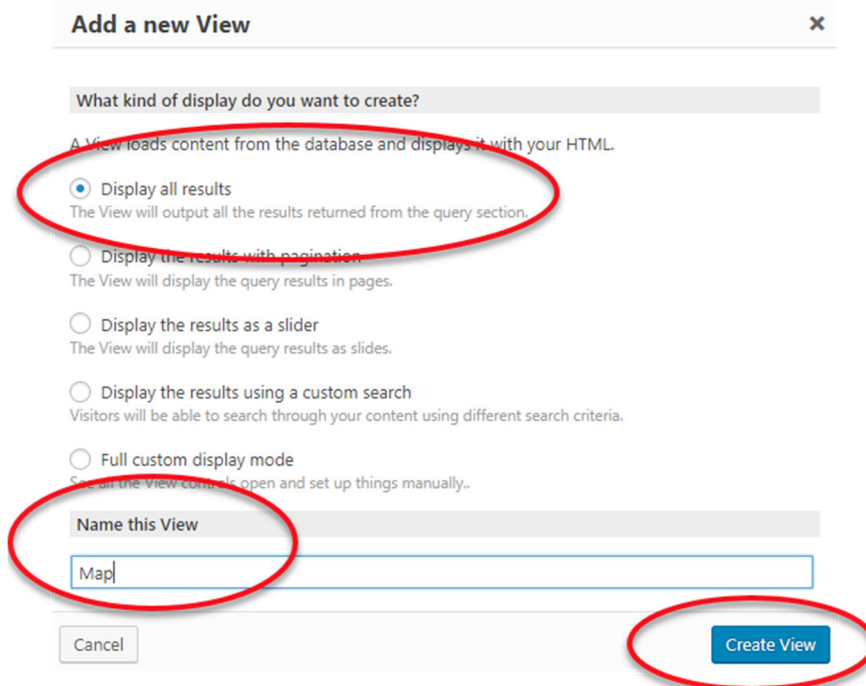 Add a new View
What kind of display do you want to create?
A View loads content from the database and displays it with your HTML.
Display all results
The View will output all the results returned from the query section.
Display the results with pagination
The View will display the query results in pages.
Display the results as a slider
The View will display the query results as slides.
Display the results using a custom search
Visitors will be able to search through your content using different search criteria.
Full custom display mode
See all the View controls open and set up things manually..
Name this View
Map
Cancel
Create View